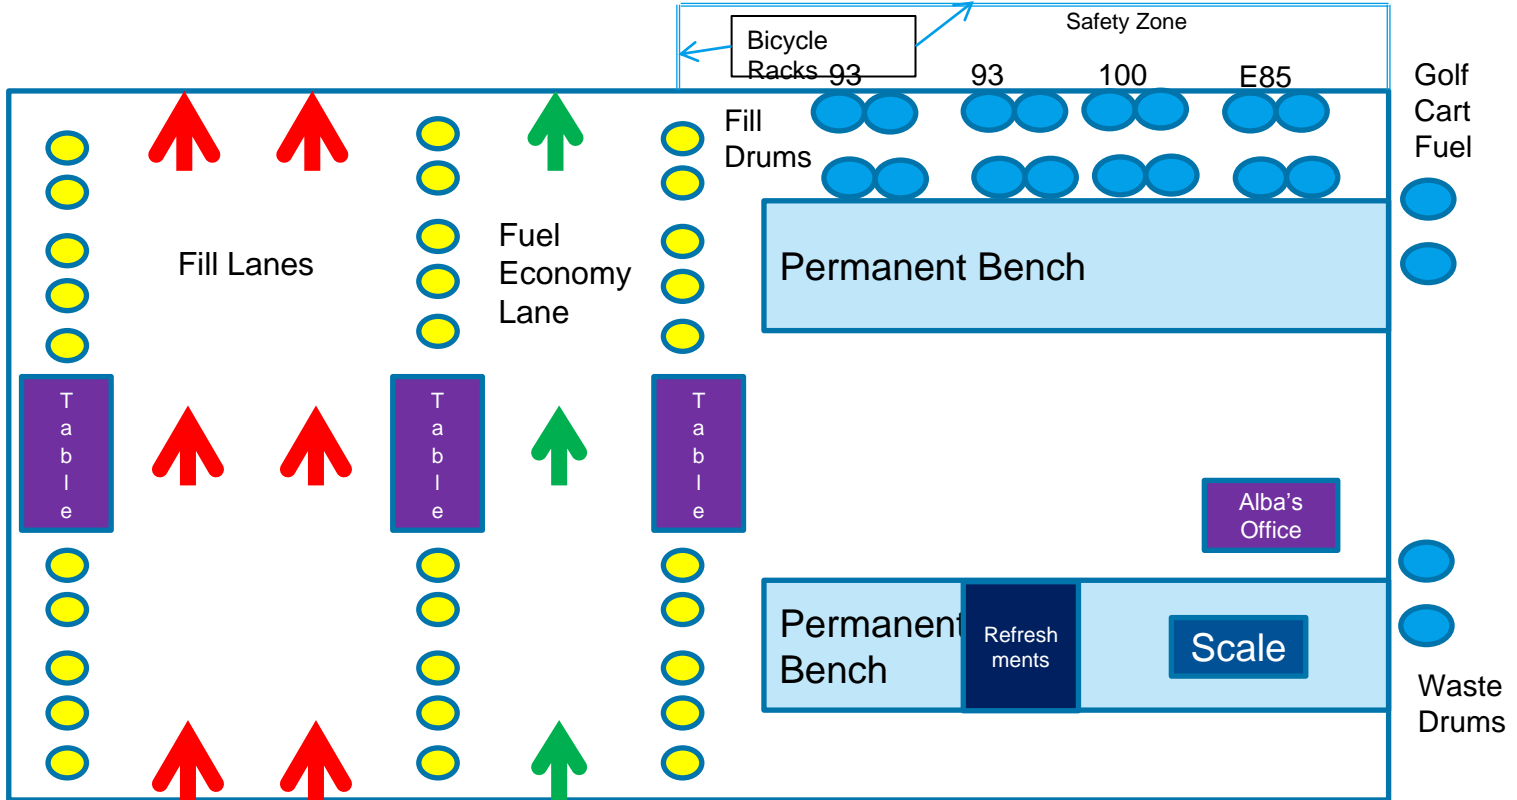 Safety Zone
Bicycle
Racks
93
93
100
E85
Golf
Cart
Fuel
Fill
Drums
Fill Lanes
Fuel
Economy
Lane
Permanent Bench
T
a
b
l
e
T
a
b
l
e
T
a
b
l
e
Alba’s
Office
Permanent
Bench
Refresh
ments
Scale
Waste
Drums